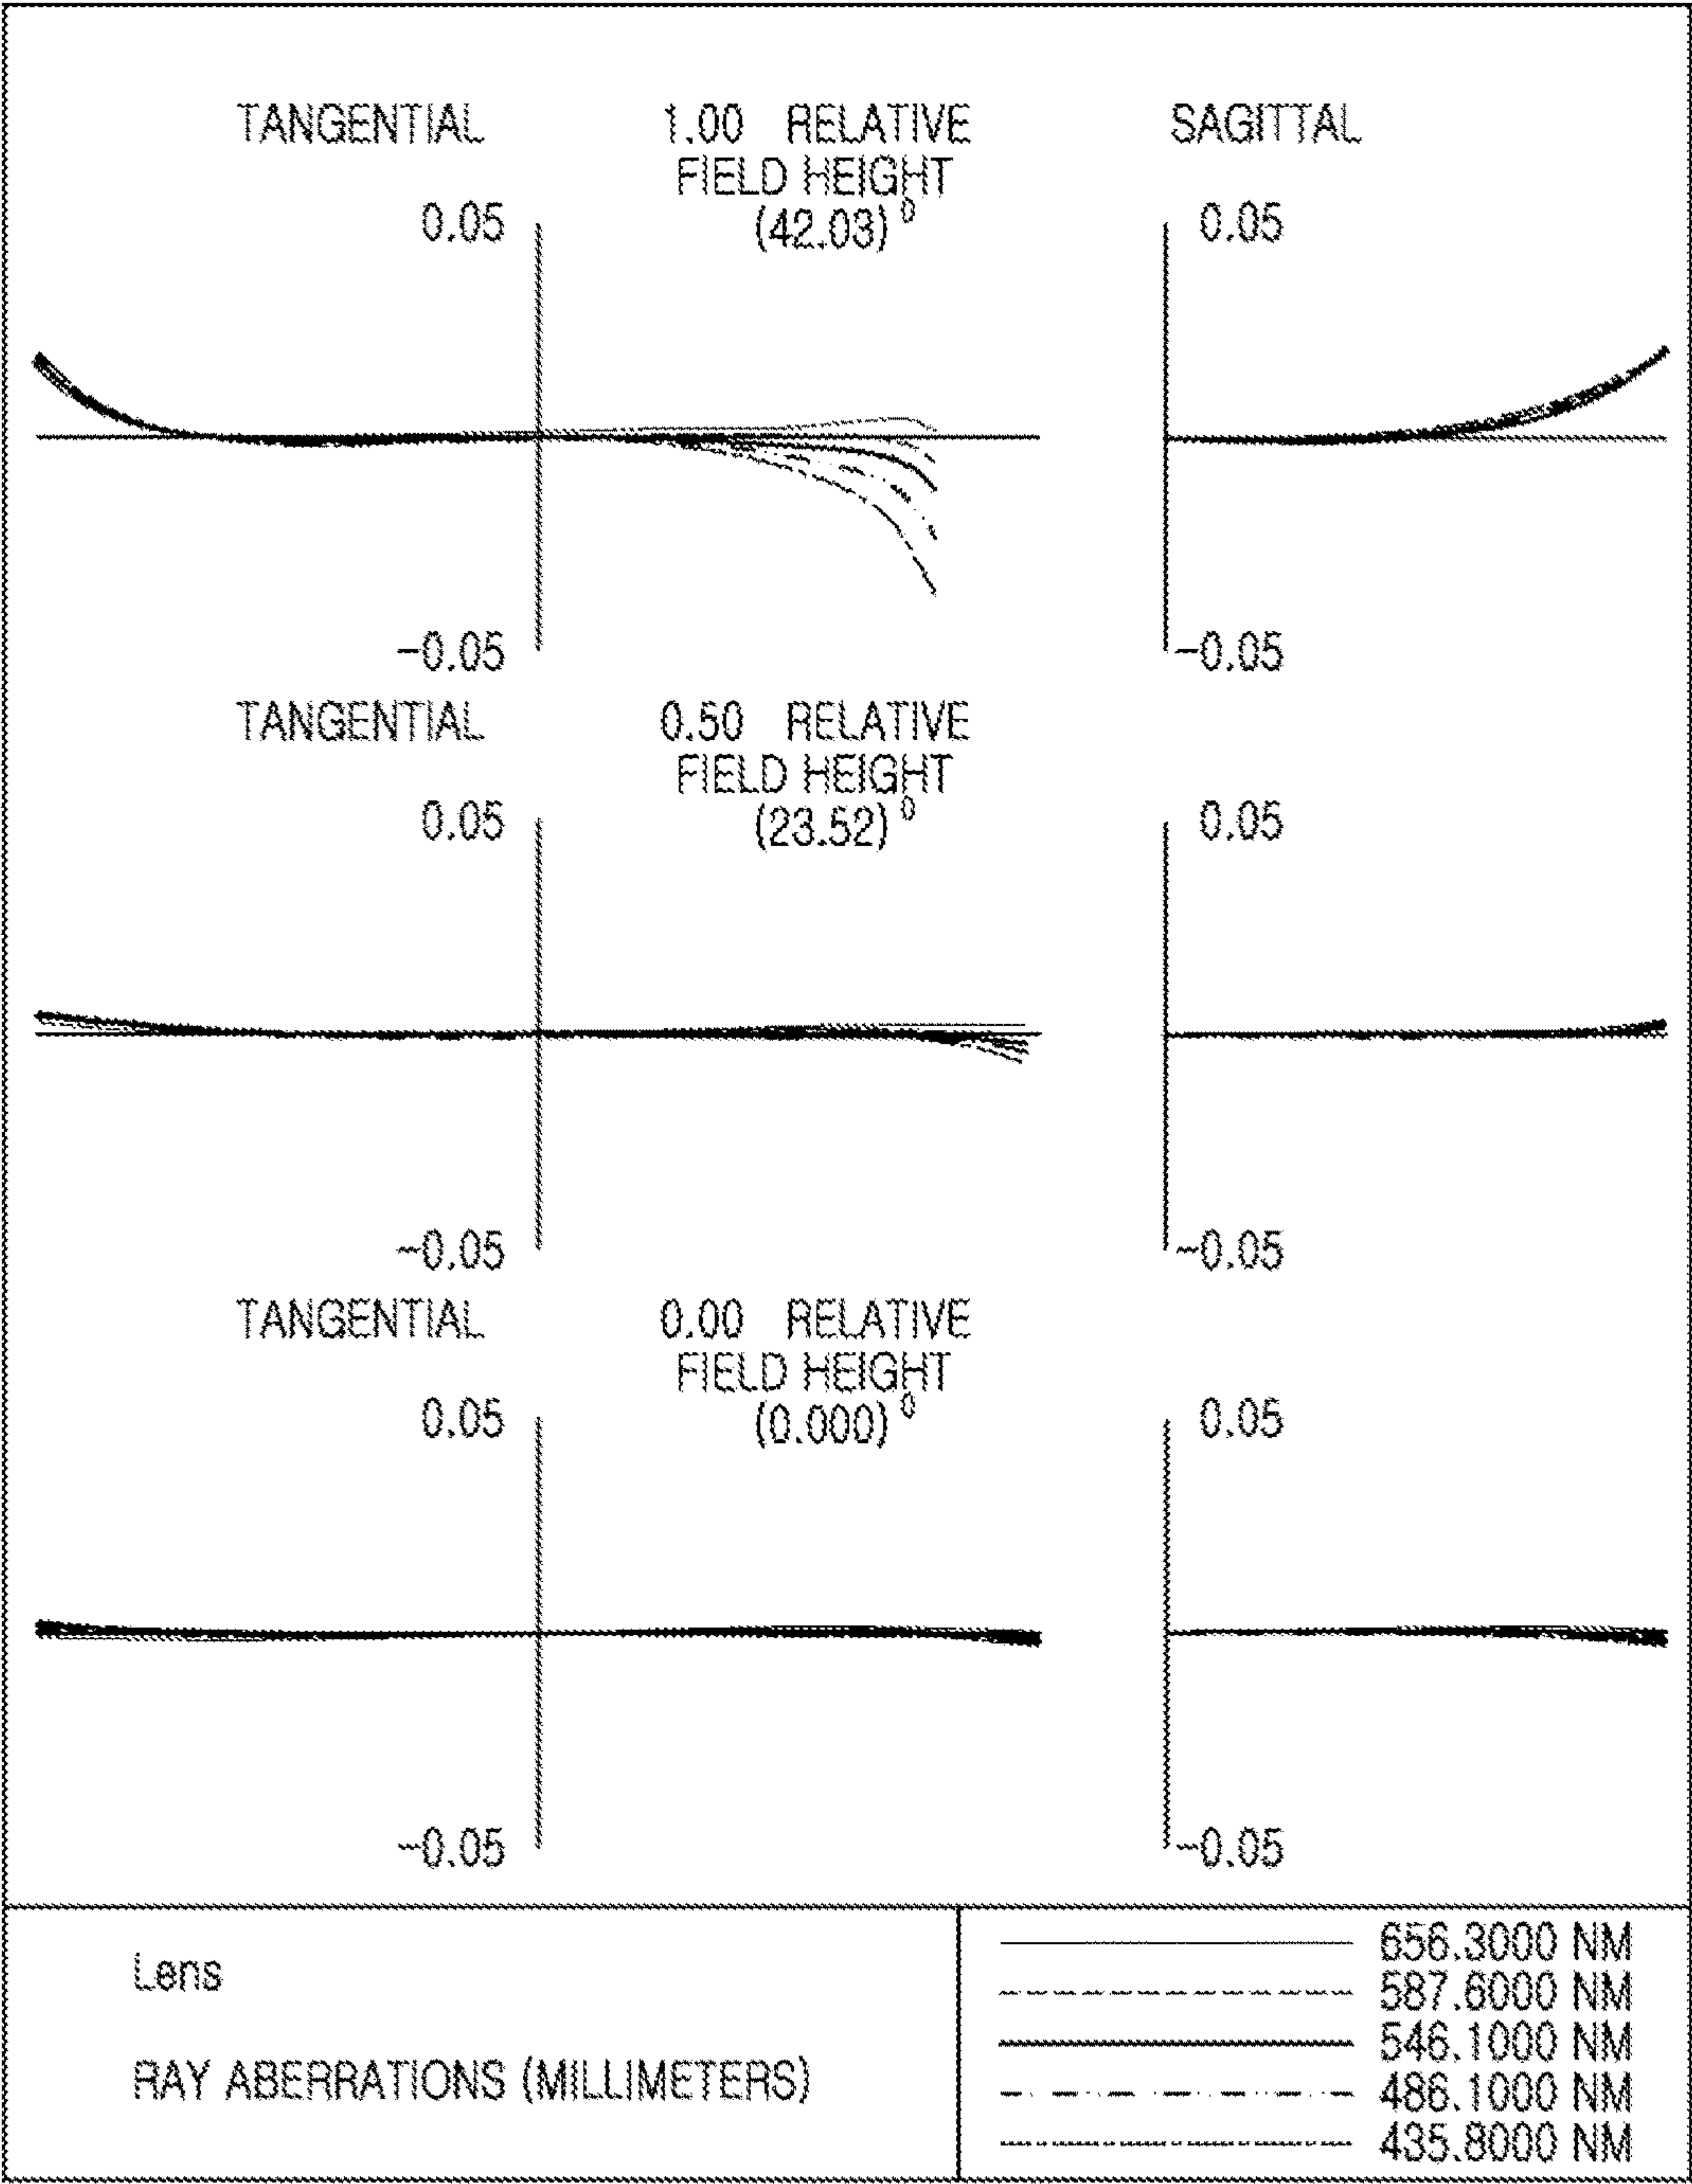 TANGENTIAL 1.00 RELATIVE SAGITTAL
FIELD HEIGHT
0.05 (42.03)⁰ 0.05
-0.05 -0.05
TANGENTIAL 0.50 RELATIVE
FIELD HEIGHT
0.05 (23.52)⁰ 0.05
-0.05 -0.05
TANGENTIAL 0.00 RELATIVE
FIELD HEIGHT
0.05 (0.000)⁰ 0.05
-0.05 -0.05
Lens
RAY ABERRATIONS (MILLIMETERS)
656.3000 NM
587.6000 NM
546.1000 NM
486.1000 NM
435.8000 NM